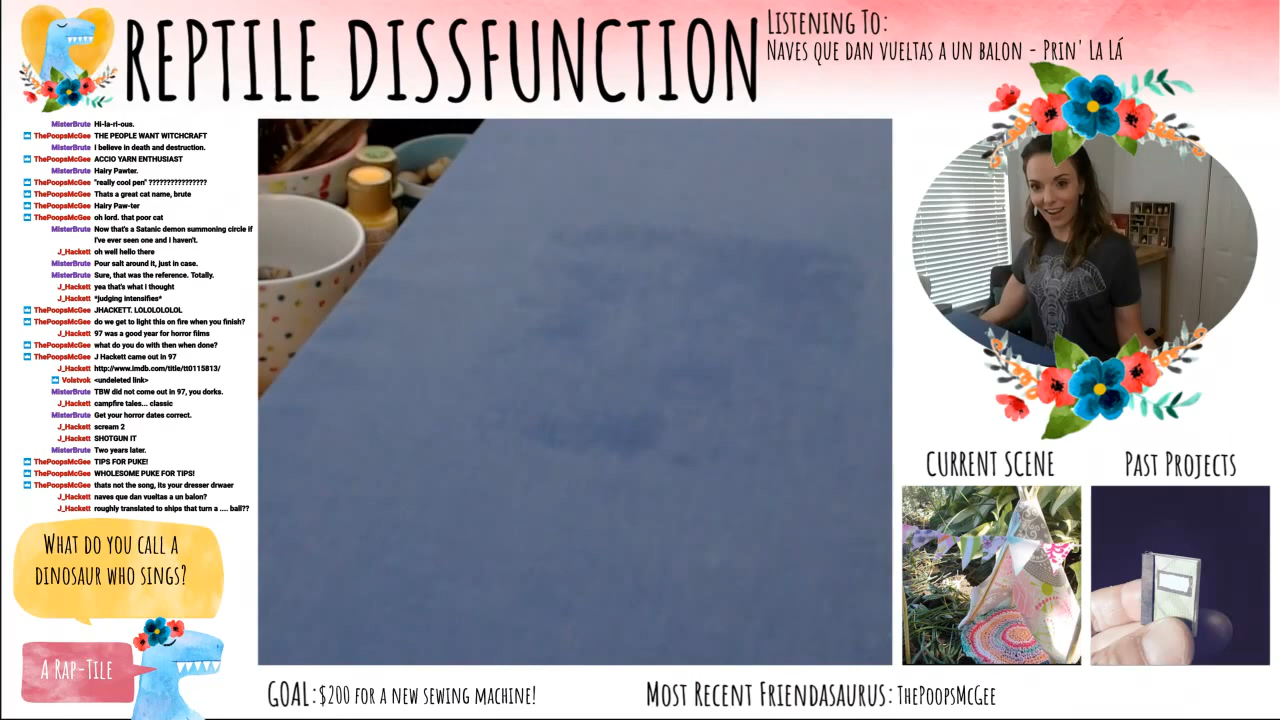 REPTILE DISSFUNCTION
LISTENING TO:
NAVES QUE DAN VUELTAS A UN BALON - PRIN' LA LÁ
MisterBrute Hi-la-ri-ous.
ThePoopsMcGee THE PEOPLE WANT WITCHCRAFT
MisterBrute I believe in death and destruction.
ThePoopsMcGee ACCIO YARN ENTHUSIAST
MisterBrute Hairy Pawter.
ThePoopsMcGee "really cool pen" ????????????????
ThePoopsMcGee Thats a great cat name, brute
ThePoopsMcGee Hairy Paw-ter
ThePoopsMcGee oh lord. that poor cat
MisterBrute Now that's a Satanic demon summoning circle if
I've ever seen one and I haven't.
J_Hackett oh well hello there
MisterBrute Pour salt around it, just in case.
MisterBrute Sure, that was the reference. Totally.
J_Hackett yea that's what I thought
J_Hackett *judging intensifies*
ThePoopsMcGee JHACKETT. LOLOLOLOLOL
ThePoopsMcGee do we get to light this on fire when you finish?
J_Hackett 97 was a good year for horror films
ThePoopsMcGee what do you do with then when done?
ThePoopsMcGee J Hackett came out in 97
J_Hackett http://www.imdb.com/title/tt0115813/
Volstvok <undeleted link>
MisterBrute TBW did not come out in 97, you dorks.
J_Hackett campfire tales... classic
MisterBrute Get your horror dates correct.
J_Hackett scream 2
J_Hackett SHOTGUN IT
MisterBrute Two years later.
ThePoopsMcGee TIPS FOR PUKE!
ThePoopsMcGee WHOLESOME PUKE FOR TIPS!
ThePoopsMcGee thats not the song, its your dresser drwaer
J_Hackett naves que dan vueltas a un balon?
J_Hackett roughly translated to ships that turn a .... ball??
CURRENT SCENE
PAST PROJECTS
WHAT DO YOU CALL A
DINOSAUR WHO SINGS?
A RAP-TILE
GOAL: $200 FOR A NEW SEWING MACHINE!
MOST RECENT FRIENDASAURUS: THEPOOPSMCGEE